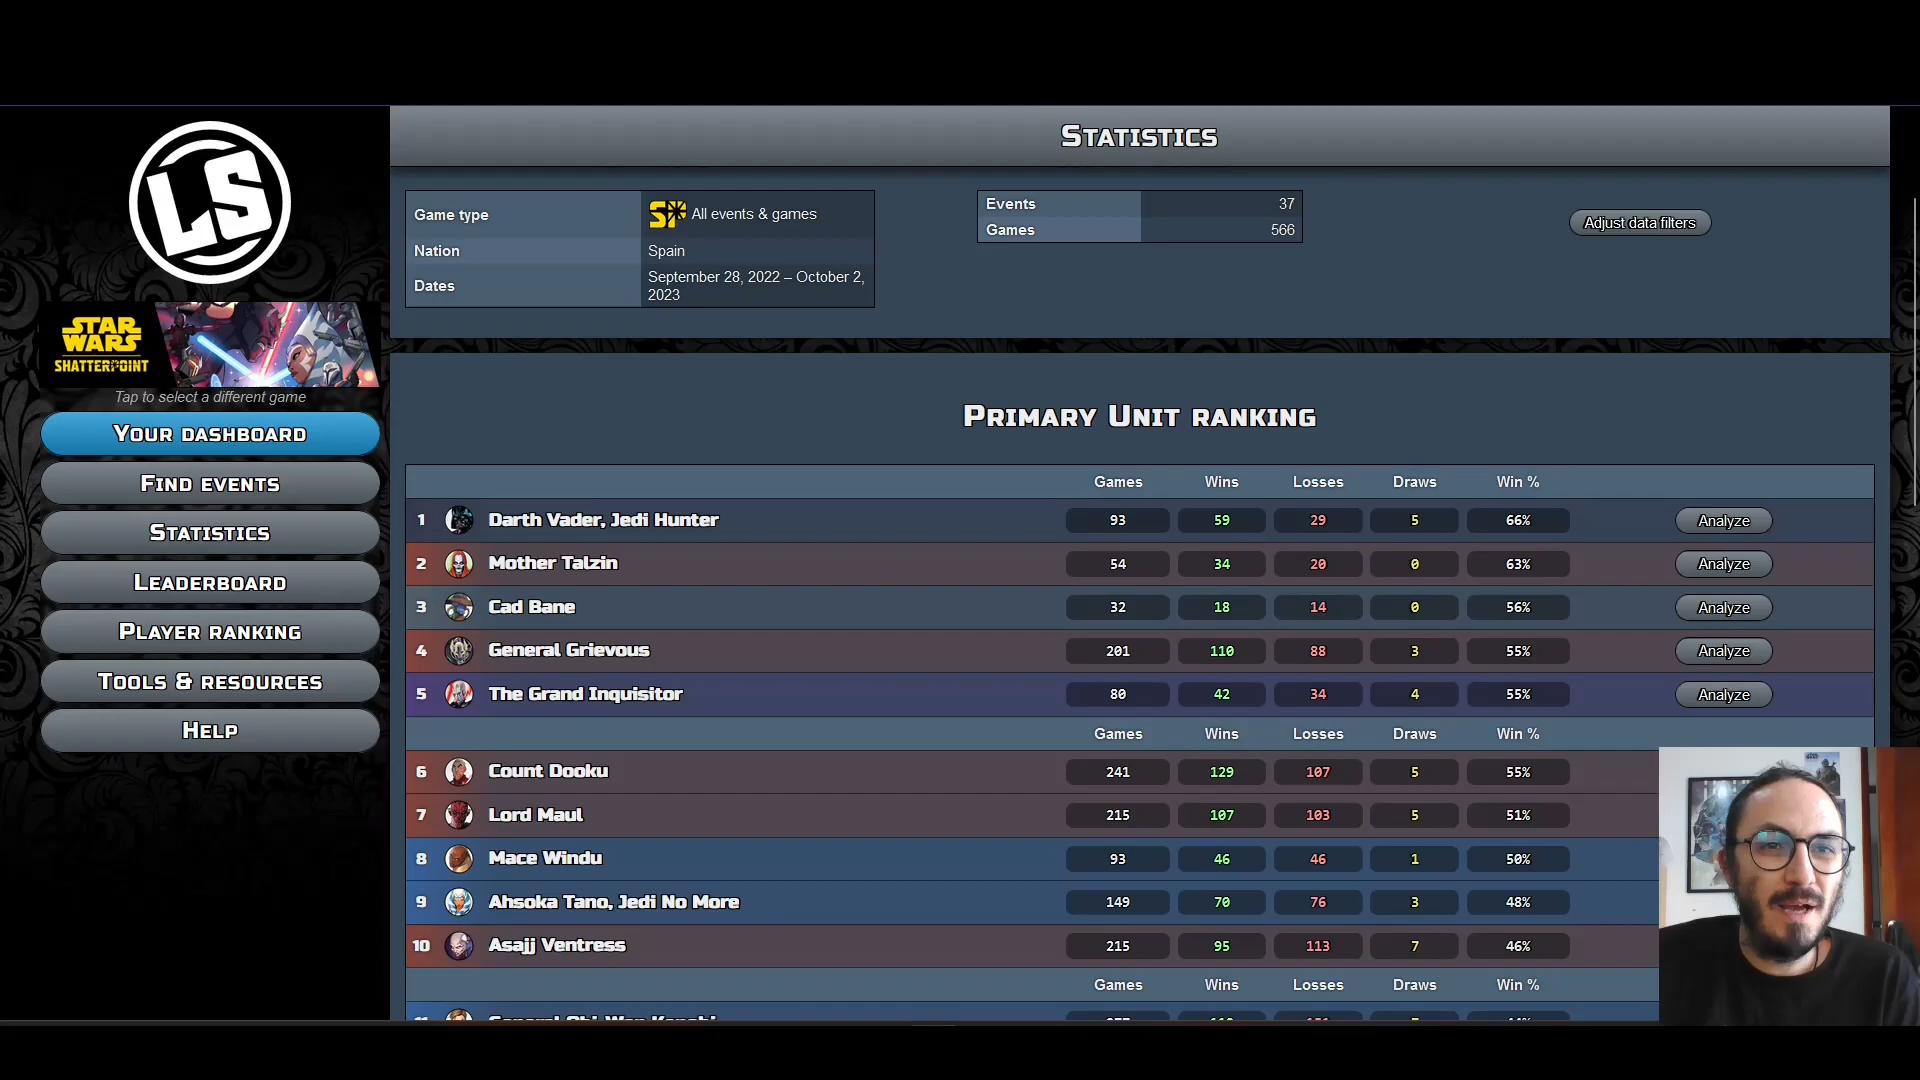 Statistics
LS
Game type All events & games
Nation Spain
Dates September 28, 2022 – October 2, 2023
Events 37
Games 566
Adjust data filters
STAR WARS
SHATTERPOINT
Tap to select a different game
Your dashboard
Find events
Statistics
Leaderboard
Player ranking
Tools & resources
Help
Primary Unit ranking
Games Wins Losses Draws Win %
1 Darth Vader, Jedi Hunter 93 59 29 5 66% Analyze
2 Mother Talzin 54 34 20 0 63% Analyze
3 Cad Bane 32 18 14 0 56% Analyze
4 General Grievous 201 110 88 3 55% Analyze
5 The Grand Inquisitor 80 42 34 4 55% Analyze
Games Wins Losses Draws Win %
6 Count Dooku 241 129 107 5 55%
7 Lord Maul 215 107 103 5 51%
8 Mace Windu 93 46 46 1 50%
9 Ahsoka Tano, Jedi No More 149 70 76 3 48%
10 Asajj Ventress 215 95 113 7 46%
Games Wins Losses Draws Win %
General Obi-Wan Kenobi